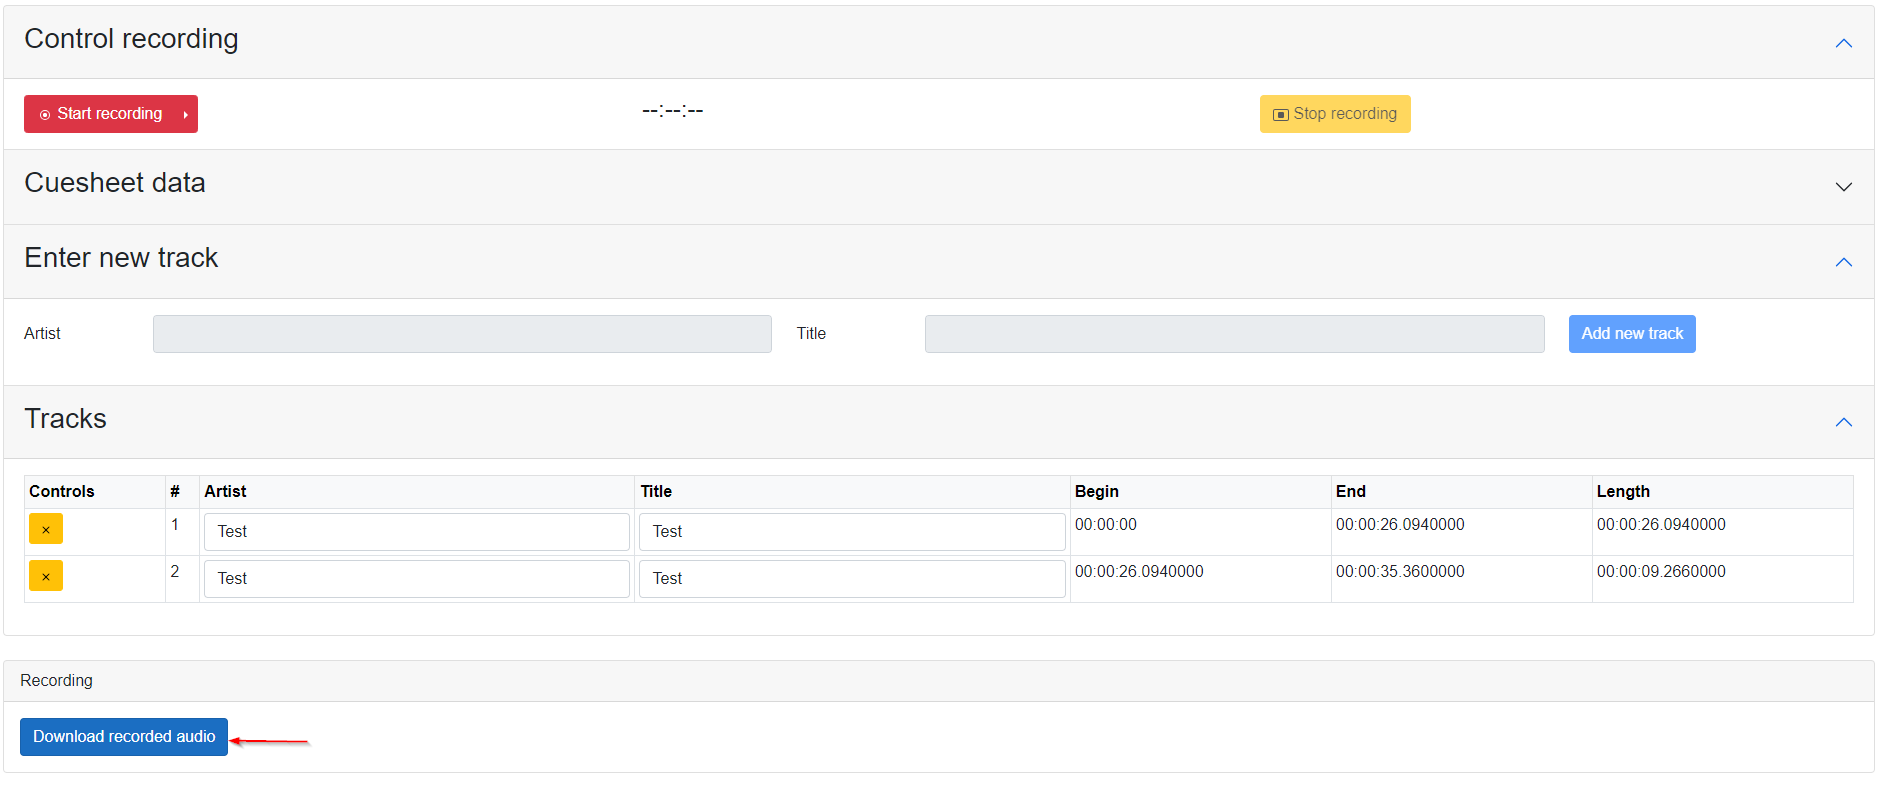 Control recording
Start recording
--:--:--
Stop recording
Cuesheet data
Enter new track
Artist
Title
Add new track
Tracks
Controls # Artist Title Begin End Length
× 1 Test Test 00:00:00 00:00:26.0940000 00:00:26.0940000
× 2 Test Test 00:00:26.0940000 00:00:35.3600000 00:00:09.2660000
Recording
Download recorded audio